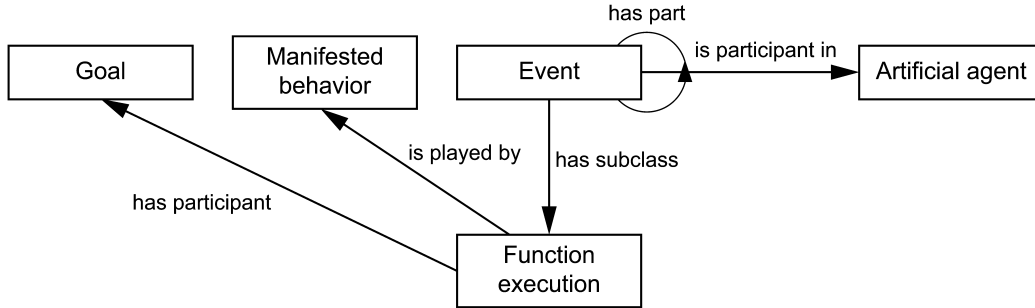 has part
Goal
Manifested
behavior
Event
is participant in
Artificial agent
is played by
has subclass
has participant
Function
execution